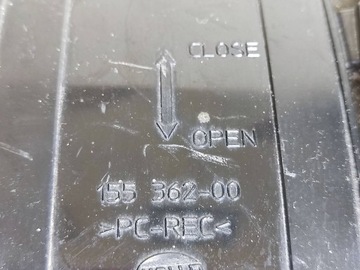 CLOSE
OPEN
155 362-00
>PC-REC<